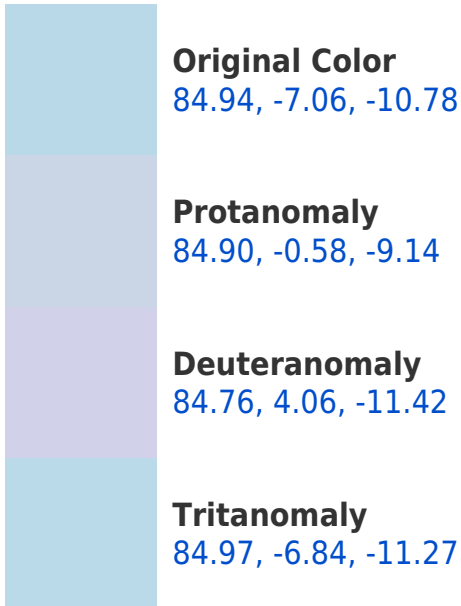 Original Color
84.94, -7.06, -10.78
Protanomaly
84.90, -0.58, -9.14
Deuteranomaly
84.76, 4.06, -11.42
Tritanomaly
84.97, -6.84, -11.27